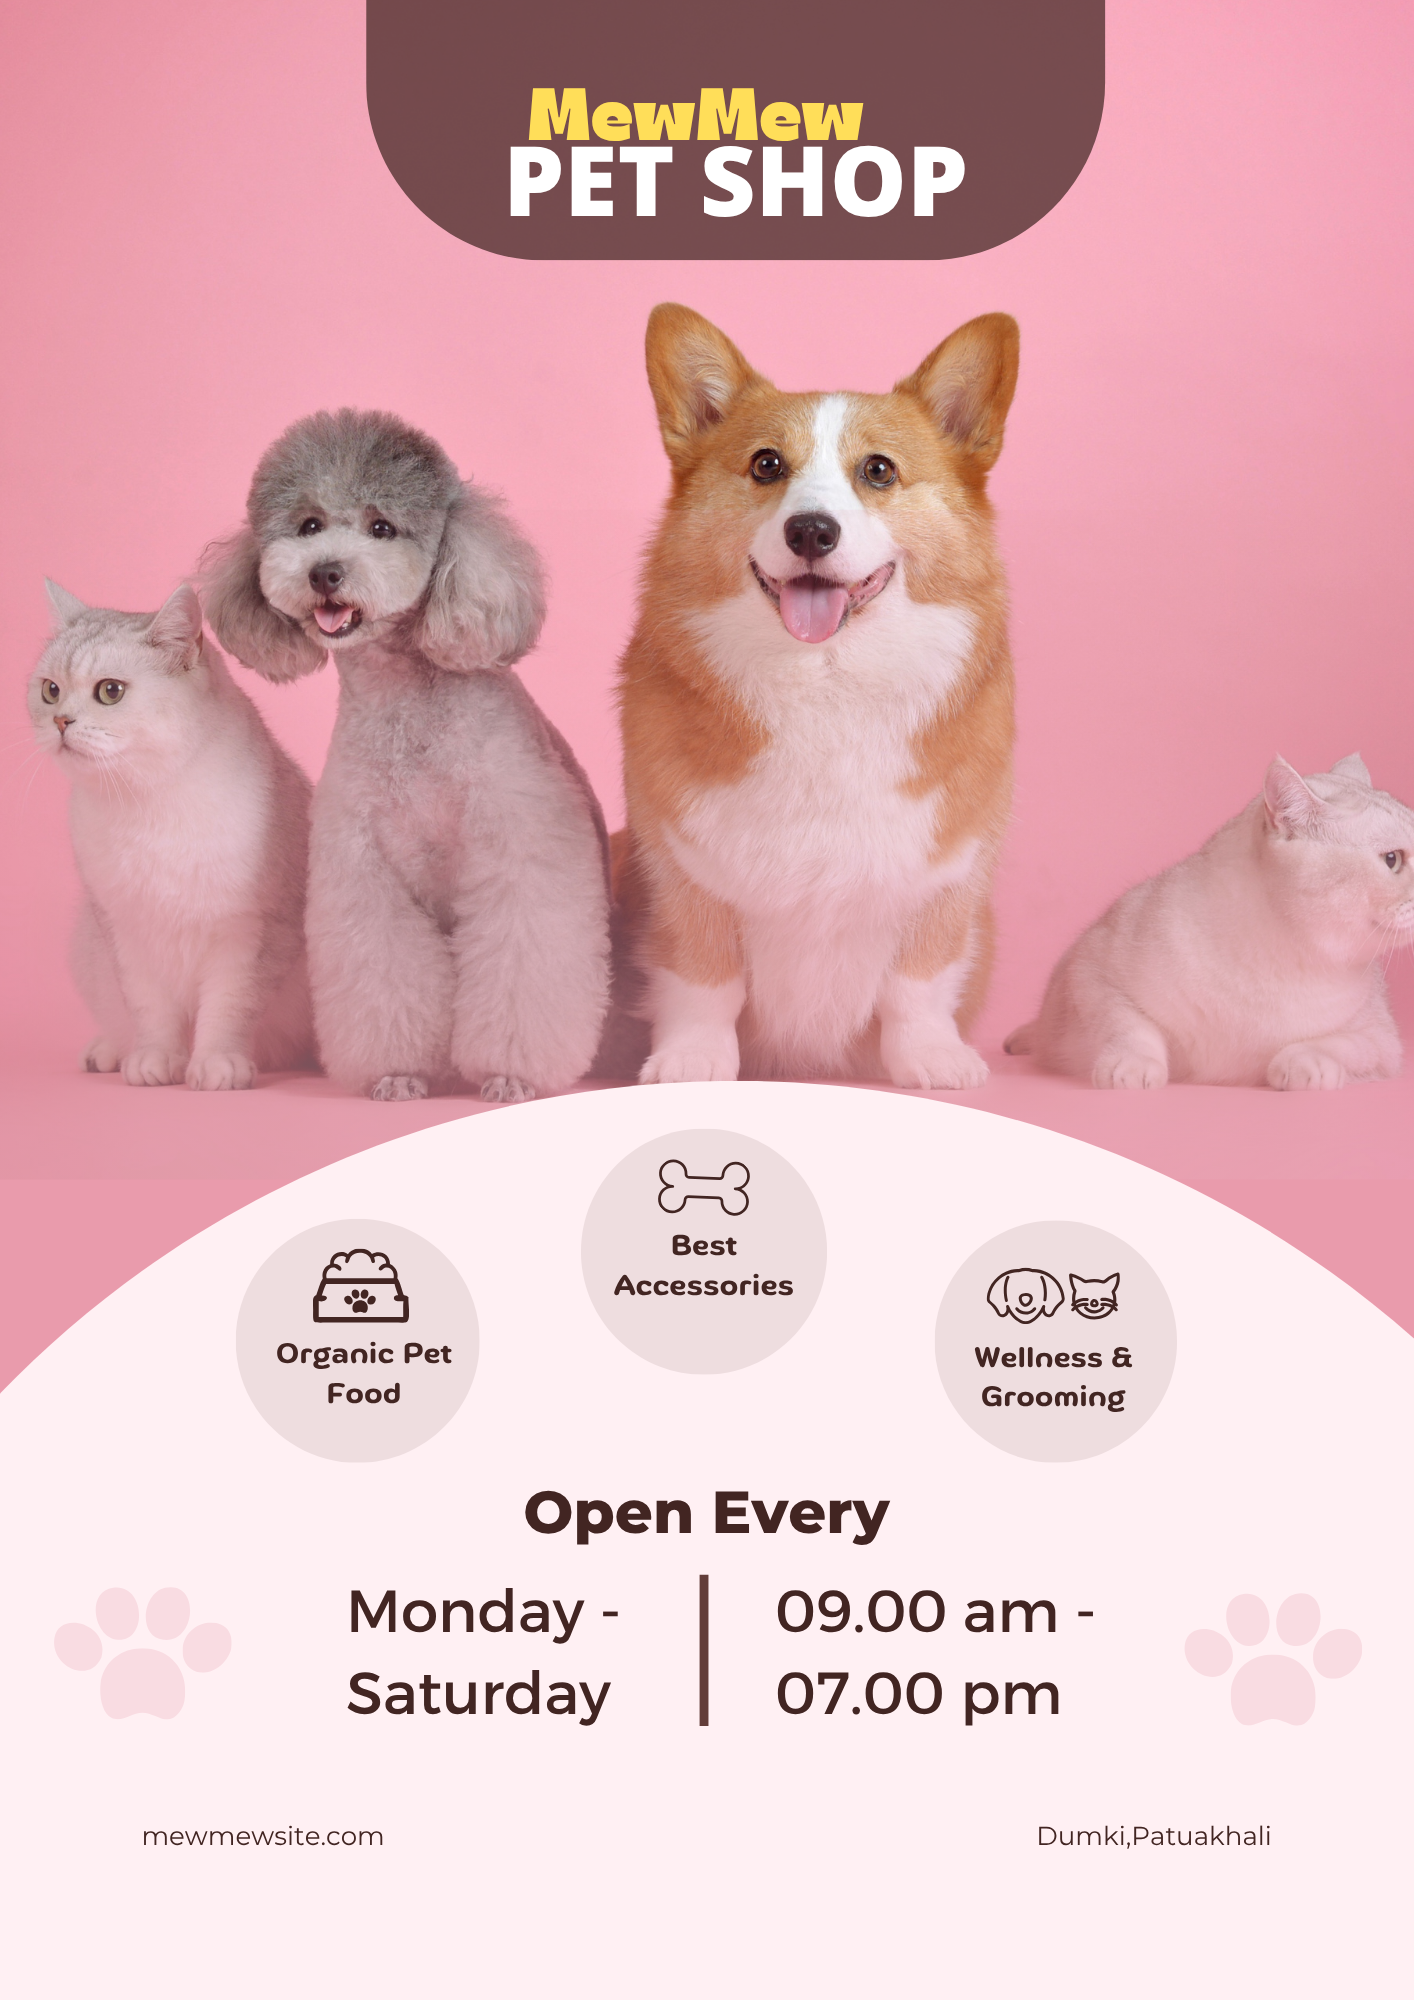 MewMew
PET SHOP
Best
Accessories
Organic Pet
Food
Wellness &
Grooming
Open Every
Monday -
Saturday
09.00 am -
07.00 pm
mewmewsite.com
Dumki,Patuakhali